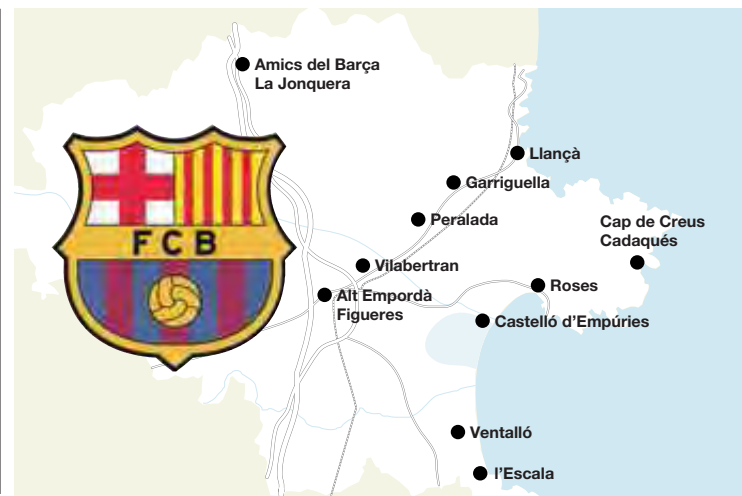 Amics del Barça
La Jonquera
Llançà
Garriguella
Peralada
Cap de Creus
Cadaqués
F C B
Vilabertran
Roses
Alt Empordà
Figueres
Castelló d’Empúries
Ventalló
l’Escala